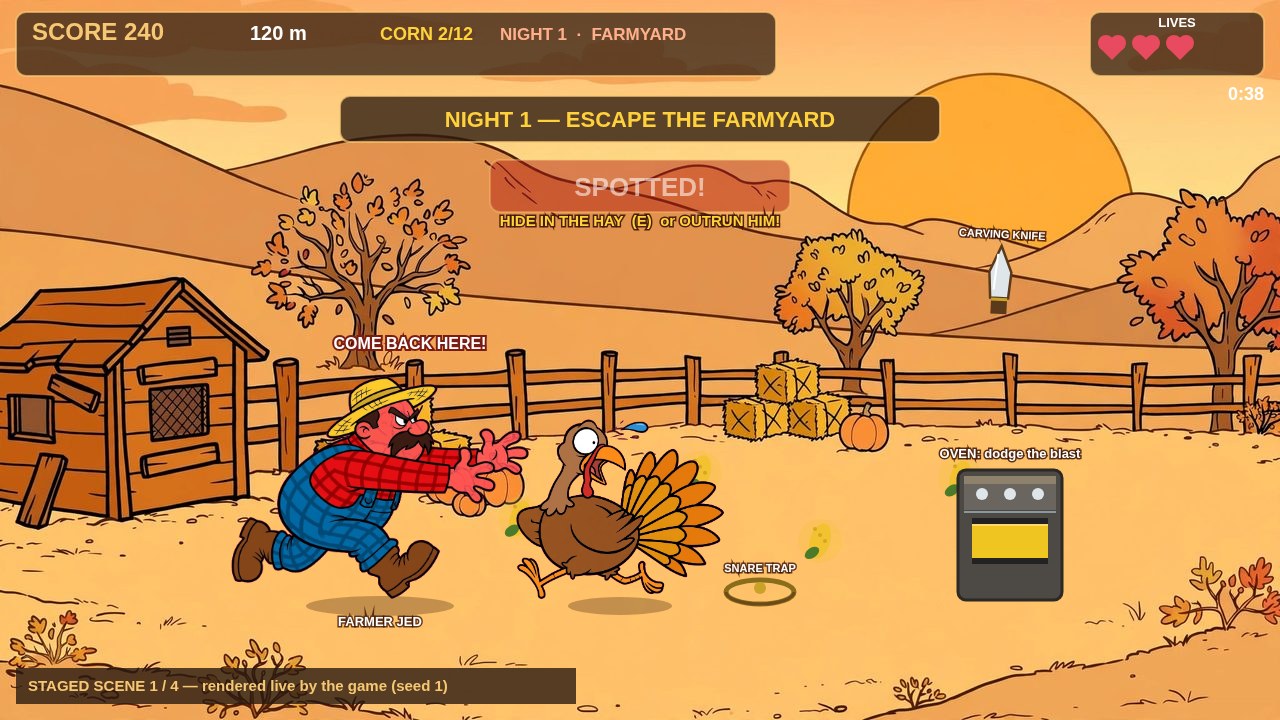 SCORE 240
120 m
CORN 2/12
NIGHT 1 · FARMYARD
LIVES
0:38
NIGHT 1 — ESCAPE THE FARMYARD
SPOTTED!
HIDE IN THE HAY (E) or OUTRUN HIM!
CARVING KNIFE
COME BACK HERE!
OVEN: dodge the blast
SNARE TRAP
FARMER JED
STAGED SCENE 1 / 4 — rendered live by the game (seed 1)